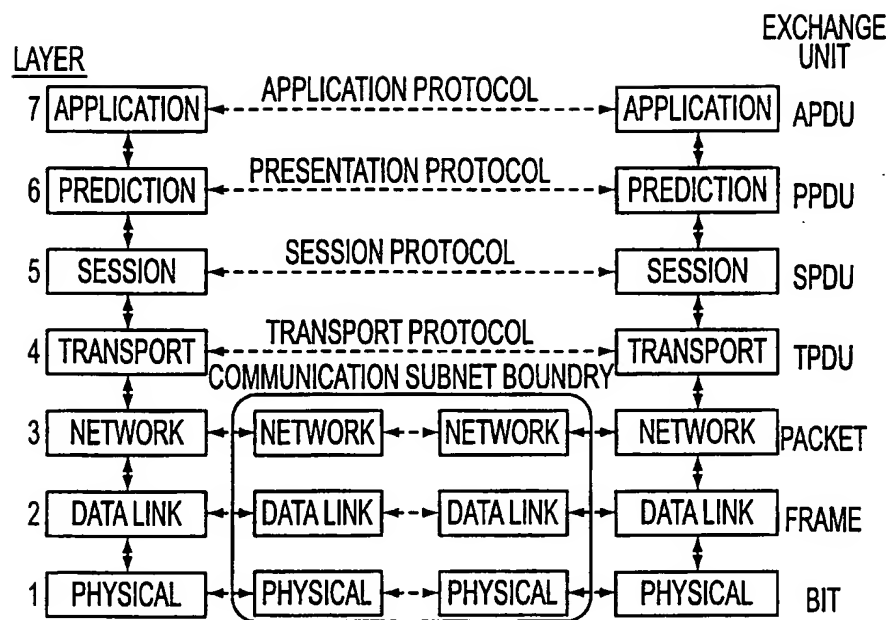 EXCHANGE
UNIT
LAYER
7 APPLICATION APPLICATION PROTOCOL APPLICATION APDU
6 PREDICTION PRESENTATION PROTOCOL PREDICTION PPDU
5 SESSION SESSION PROTOCOL SESSION SPDU
4 TRANSPORT TRANSPORT PROTOCOL TRANSPORT TPDU
COMMUNICATION SUBNET BOUNDRY
3 NETWORK NETWORK NETWORK NETWORK PACKET
2 DATA LINK DATA LINK DATA LINK DATA LINK FRAME
1 PHYSICAL PHYSICAL PHYSICAL PHYSICAL BIT